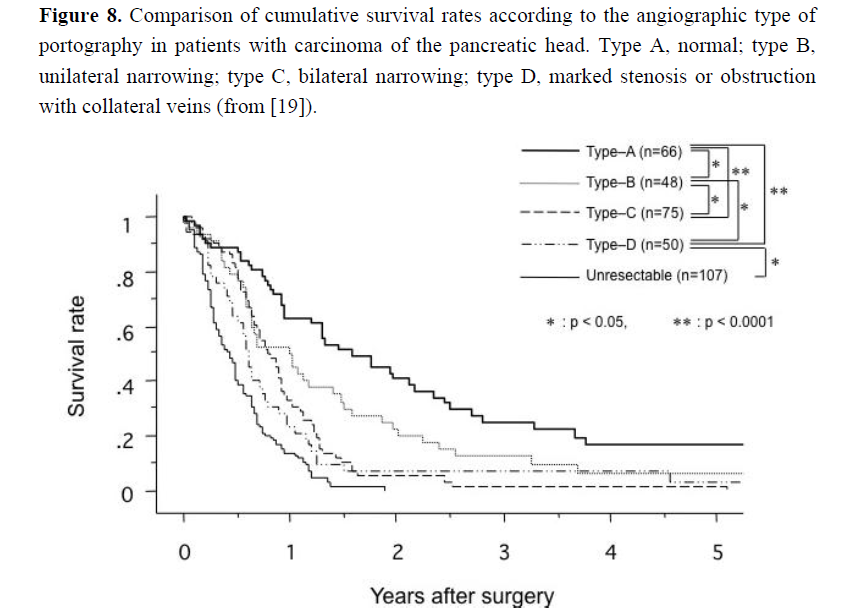 Figure 8. Comparison of cumulative survival rates according to the angiographic type of
portography in patients with carcinoma of the pancreatic head. Type A, normal; type B,
unilateral narrowing; type C, bilateral narrowing; type D, marked stenosis or obstruction
with collateral veins (from [19]).
Type–A (n=66)
Type–B (n=48)
Type–C (n=75)
Type–D (n=50)
Unresectable (n=107)
*
**
**
*
*
*
* : p < 0.05, ** : p < 0.0001
Survival rate
1
.8
.6
.4
.2
0
0 1 2 3 4 5
Years after surgery